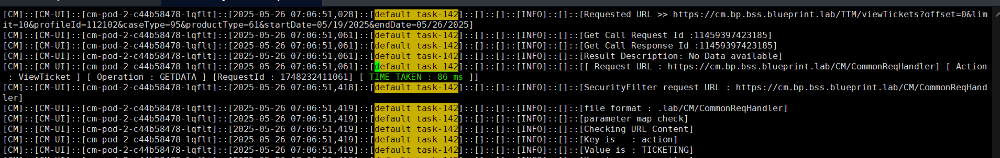 [CM]::[CM-UI]::[cm-pod-2-c44b58478-lqflt]::[2025-05-26 07:06:51,028]::[default task-142]::[]::[]::[INFO]::[]::[Requested URL >> https://cm.bp.bss.blueprint.lab/TTM/viewTickets?offset=0&lim
it=10&profileId=112102&caseType=95&productType=61&startDate=05/19/2025&endDate=05/26/2025]
[CM]::[CM-UI]::[cm-pod-2-c44b58478-lqflt]::[2025-05-26 07:06:51,061]::[default task-142]::[]::[]::[INFO]::[]::[Get Call Request Id :11459397423185]
[CM]::[CM-UI]::[cm-pod-2-c44b58478-lqflt]::[2025-05-26 07:06:51,061]::[default task-142]::[]::[]::[INFO]::[]::[Get Call Response Id :11459397423185]
[CM]::[CM-UI]::[cm-pod-2-c44b58478-lqflt]::[2025-05-26 07:06:51,061]::[default task-142]::[]::[]::[INFO]::[]::[Result Description: No Data available]
[CM]::[CM-UI]::[cm-pod-2-c44b58478-lqflt]::[2025-05-26 07:06:51,061]::[default task-142]::[]::[]::[INFO]::[]::[[ Request URL : https://cm.bp.bss.blueprint.lab/CM/CommonReqHandler] [ Action
 : ViewTicket ] [ Operation : GETDATA ] [RequestId : 1748232411061] [ TIME TAKEN : 86 ms ]]
[CM]::[CM-UI]::[cm-pod-2-c44b58478-lqflt]::[2025-05-26 07:06:51,418]::[default task-142]::[]::[]::[INFO]::[]::[SecurityFilter request URL : https://cm.bp.bss.blueprint.lab/CM/CommonReqHand
ler]
[CM]::[CM-UI]::[cm-pod-2-c44b58478-lqflt]::[2025-05-26 07:06:51,419]::[default task-142]::[]::[]::[INFO]::[]::[file format : .lab/CM/CommonReqHandler]
[CM]::[CM-UI]::[cm-pod-2-c44b58478-lqflt]::[2025-05-26 07:06:51,419]::[default task-142]::[]::[]::[INFO]::[]::[parameter map check]
[CM]::[CM-UI]::[cm-pod-2-c44b58478-lqflt]::[2025-05-26 07:06:51,419]::[default task-142]::[]::[]::[INFO]::[]::[Checking URL Content]
[CM]::[CM-UI]::[cm-pod-2-c44b58478-lqflt]::[2025-05-26 07:06:51,419]::[default task-142]::[]::[]::[INFO]::[]::[Key is   : action]
[CM]::[CM-UI]::[cm-pod-2-c44b58478-lqflt]::[2025-05-26 07:06:51,419]::[default task-142]::[]::[]::[INFO]::[]::[Value is : TICKETING]